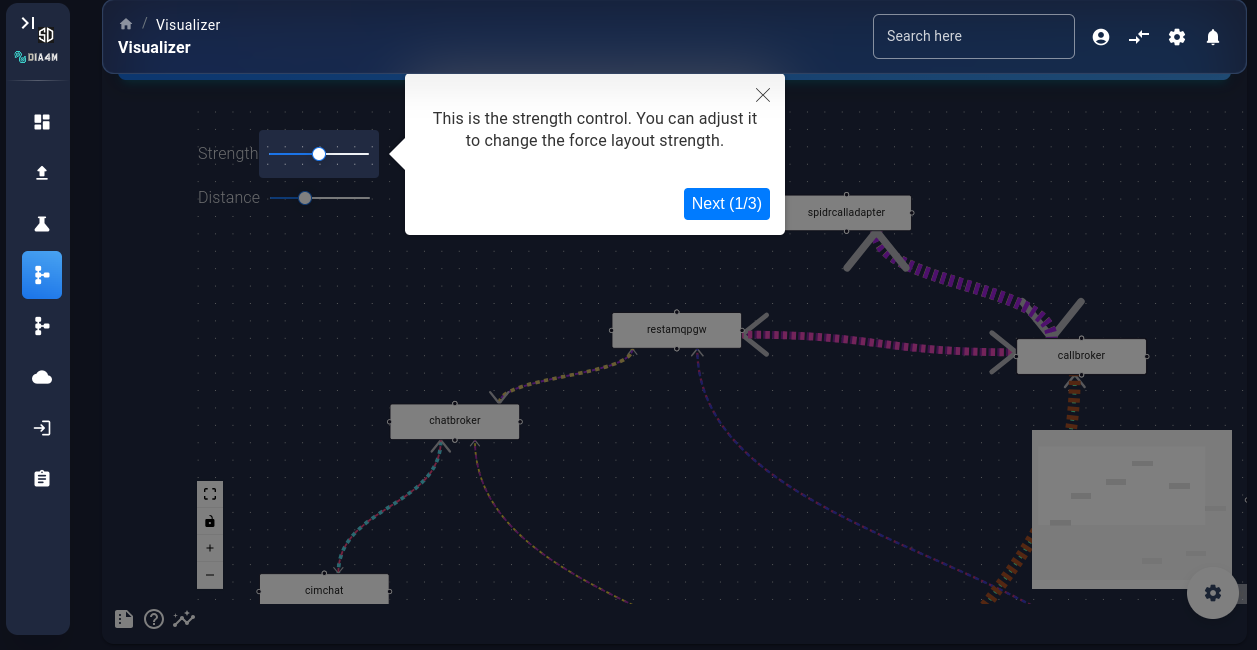 SD
DIA4M
/ Visualizer
Visualizer
Search here
This is the strength control. You can adjust it
to change the force layout strength.
Next (1/3)
Strength
Distance
spidrcalladapter
restamqpgw
callbroker
chatbroker
cimchat